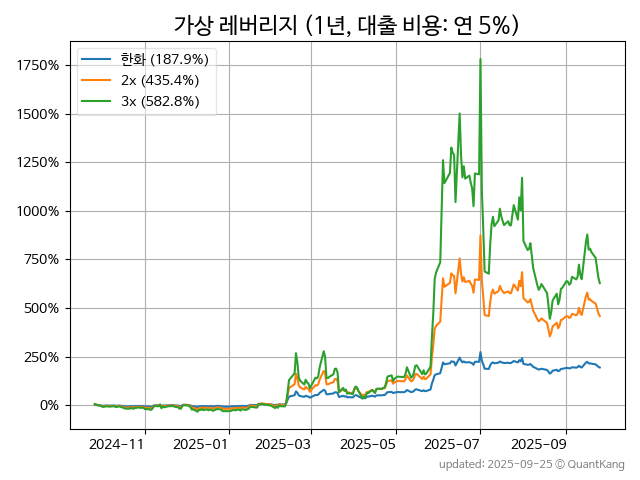 가상 레버리지 (1년, 대출 비용: 연 5%)
한화 (187.9%)
2x (435.4%)
3x (582.8%)
1750%
1500%
1250%
1000%
750%
500%
250%
0%
2024-11 2025-01 2025-03 2025-05 2025-07 2025-09
updated: 2025-09-25 © QuantKang